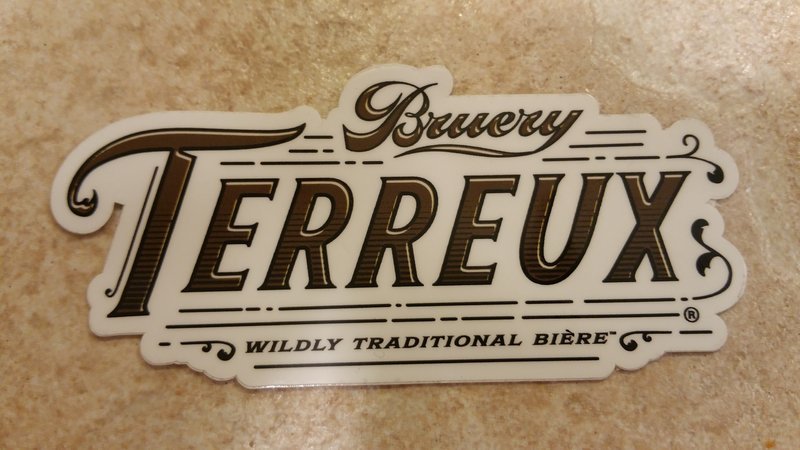 Bruery
TERREUX
®
WILDLY TRADITIONAL BIÈRE™